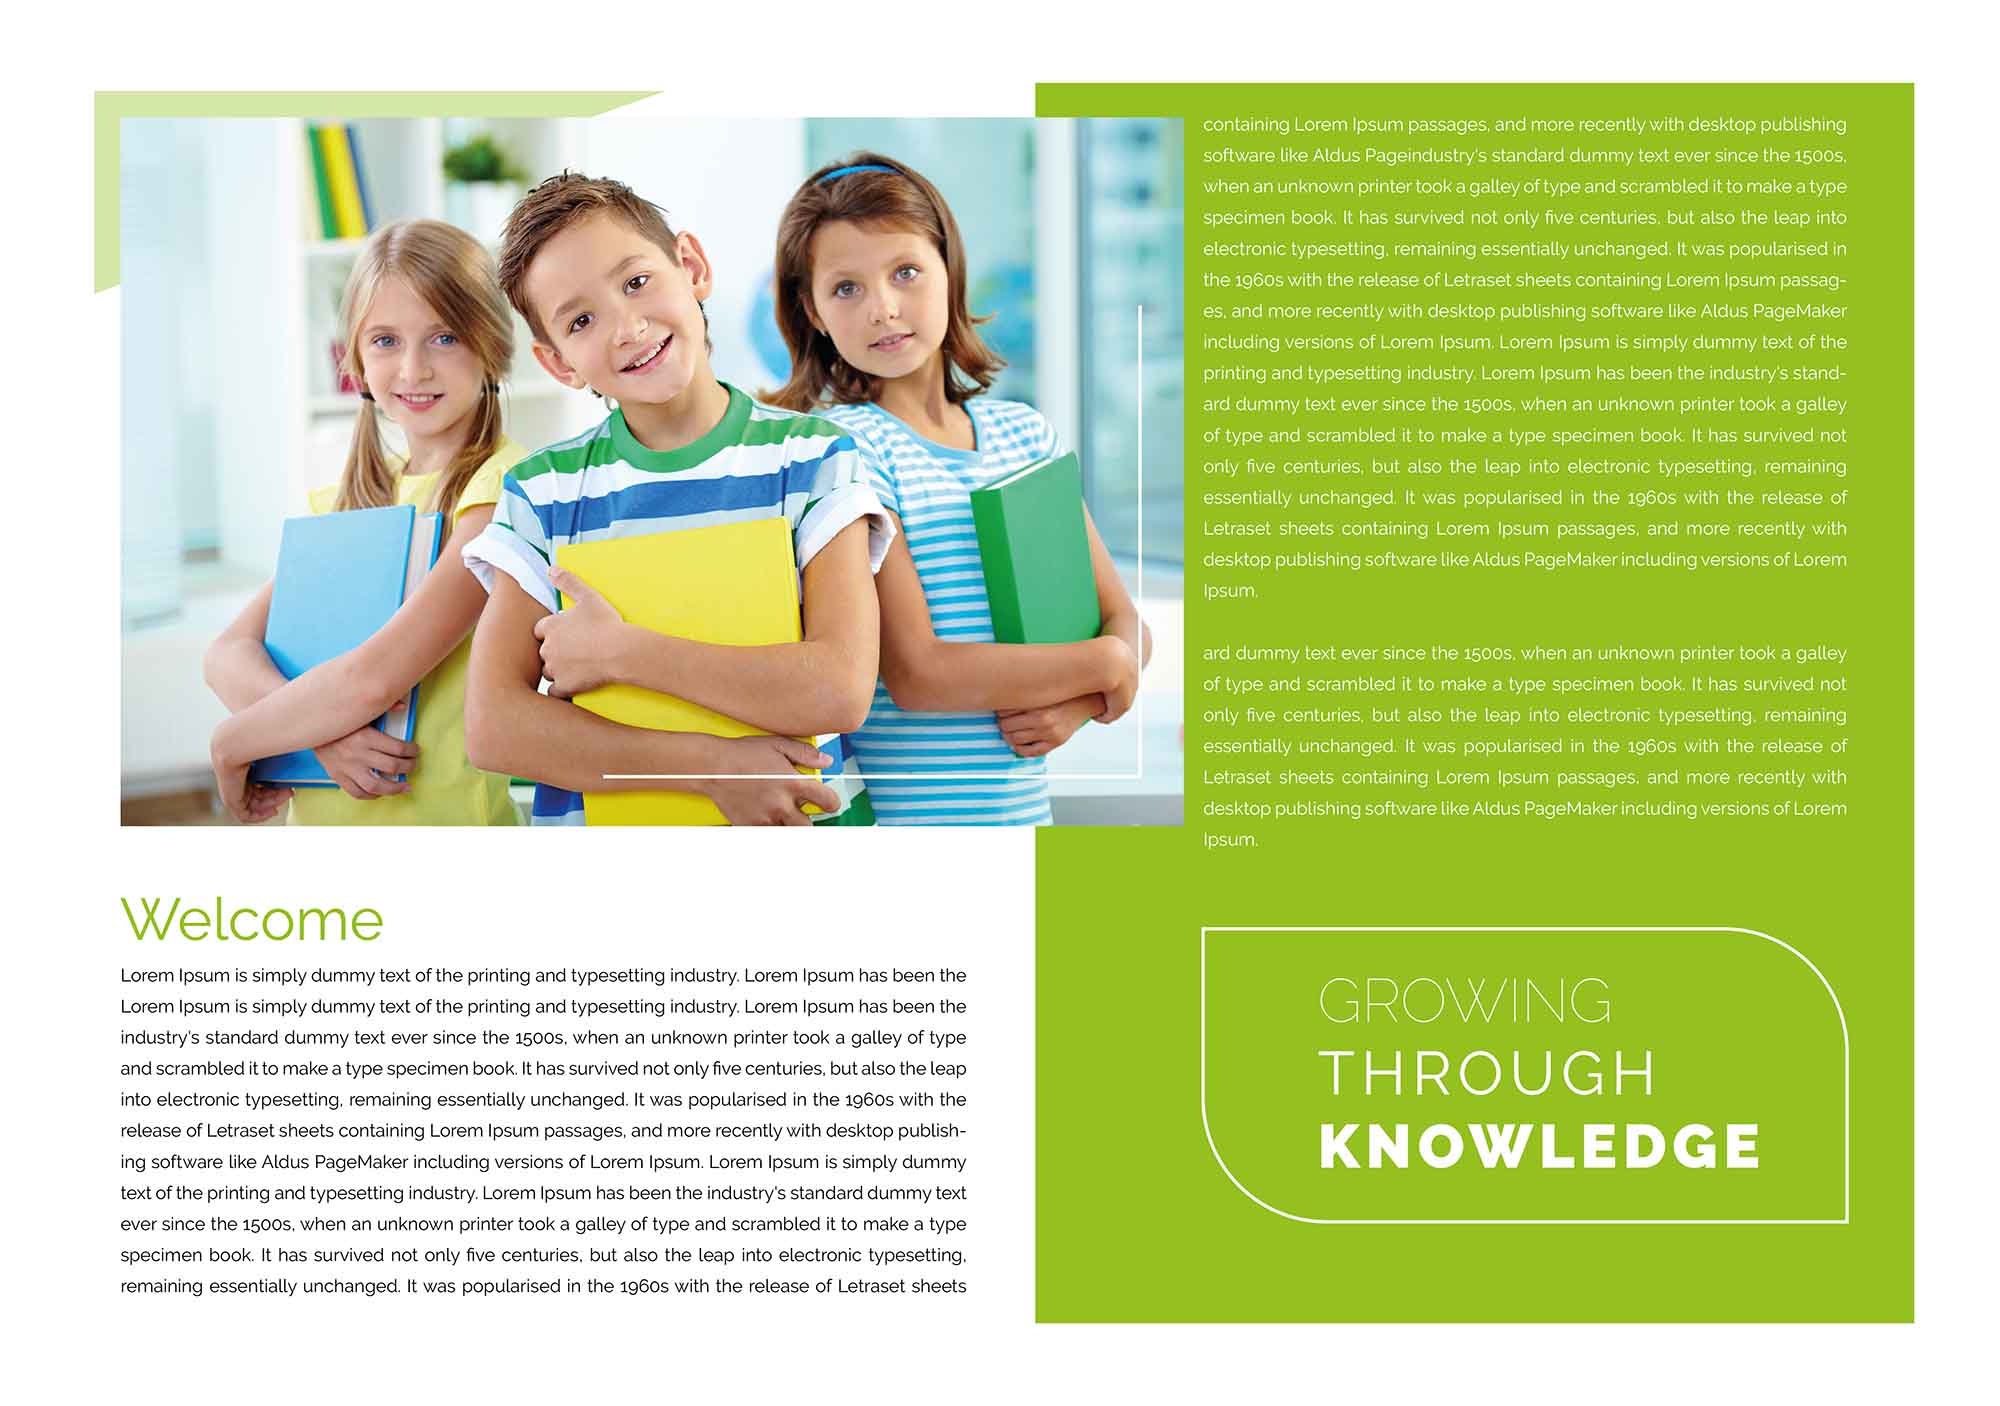 Welcome
Lorem Ipsum is simply dummy text of the printing and typesetting industry. Lorem Ipsum has been the
Lorem Ipsum is simply dummy text of the printing and typesetting industry. Lorem Ipsum has been the
industry's standard dummy text ever since the 1500s, when an unknown printer took a galley of type
and scrambled it to make a type specimen book. It has survived not only five centuries, but also the leap
into electronic typesetting, remaining essentially unchanged. It was popularised in the 1960s with the
release of Letraset sheets containing Lorem Ipsum passages, and more recently with desktop publish-
ing software like Aldus PageMaker including versions of Lorem Ipsum. Lorem Ipsum is simply dummy
text of the printing and typesetting industry. Lorem Ipsum has been the industry's standard dummy text
ever since the 1500s, when an unknown printer took a galley of type and scrambled it to make a type
specimen book. It has survived not only five centuries, but also the leap into electronic typesetting,
remaining essentially unchanged. It was popularised in the 1960s with the release of Letraset sheets
containing Lorem Ipsum passages, and more recently with desktop publishing
software like Aldus Pageindustry's standard dummy text ever since the 1500s,
when an unknown printer took a galley of type and scrambled it to make a type
specimen book. It has survived not only five centuries, but also the leap into
electronic typesetting, remaining essentially unchanged. It was popularised in
the 1960s with the release of Letraset sheets containing Lorem Ipsum passag-
es, and more recently with desktop publishing software like Aldus PageMaker
including versions of Lorem Ipsum. Lorem Ipsum is simply dummy text of the
printing and typesetting industry. Lorem Ipsum has been the industry's stand-
ard dummy text ever since the 1500s, when an unknown printer took a galley
of type and scrambled it to make a type specimen book. It has survived not
only five centuries, but also the leap into electronic typesetting, remaining
essentially unchanged. It was popularised in the 1960s with the release of
Letraset sheets containing Lorem Ipsum passages, and more recently with
desktop publishing software like Aldus PageMaker including versions of Lorem
Ipsum.
ard dummy text ever since the 1500s, when an unknown printer took a galley
of type and scrambled it to make a type specimen book. It has survived not
only five centuries, but also the leap into electronic typesetting, remaining
essentially unchanged. It was popularised in the 1960s with the release of
Letraset sheets containing Lorem Ipsum passages, and more recently with
desktop publishing software like Aldus PageMaker including versions of Lorem
Ipsum.
GROWING
THROUGH
KNOWLEDGE